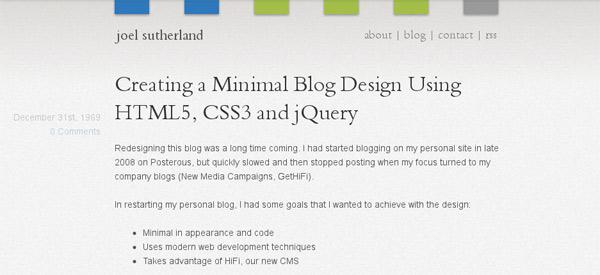 joel sutherland
about | blog | contact | rss
Creating a Minimal Blog Design Using
HTML5, CSS3 and jQuery
December 31st, 1969
0 Comments
Redesigning this blog was a long time coming. I had started blogging on my personal site in late
2008 on Posterous, but quickly slowed and then stopped posting when my focus turned to my
company blogs (New Media Campaigns, GetHiFi).
In restarting my personal blog, I had some goals that I wanted to achieve with the design:
• Minimal in appearance and code
• Uses modern web development techniques
• Takes advantage of HiFi, our new CMS